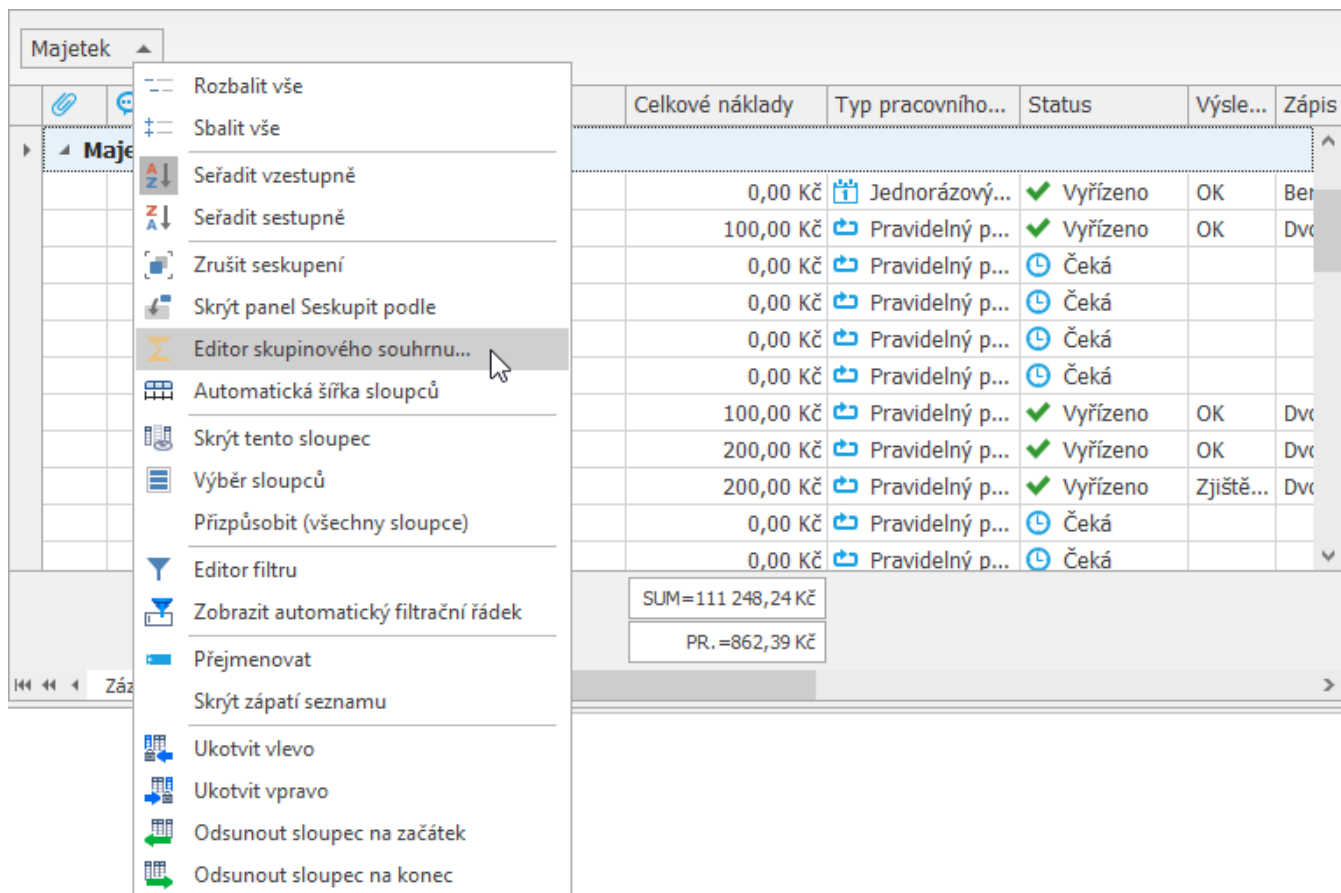 Majetek
Rozbalit vše
Sbalit vše
Seřadit vzestupně
Seřadit sestupně
Zrušit seskupení
Skrýt panel Seskupit podle
Editor skupinového souhrnu...
Automatická šířka sloupců
Skrýt tento sloupec
Výběr sloupců
Přizpůsobit (všechny sloupce)
Editor filtru
Zobrazit automatický filtrační řádek
Přejmenovat
Skrýt zápatí seznamu
Ukotvit vlevo
Ukotvit vpravo
Odsunout sloupec na začátek
Odsunout sloupec na konec
Celkové náklady Typ pracovního... Status Výsle... Zápis
Maje
0,00 Kč Jednorázový... Vyřízeno OK Ber
100,00 Kč Pravidelný p... Vyřízeno OK Dvo
0,00 Kč Pravidelný p... Čeká
0,00 Kč Pravidelný p... Čeká
0,00 Kč Pravidelný p... Čeká
0,00 Kč Pravidelný p... Čeká
100,00 Kč Pravidelný p... Vyřízeno OK Dvo
200,00 Kč Pravidelný p... Vyřízeno OK Dvo
200,00 Kč Pravidelný p... Vyřízeno Zjiště... Dvo
0,00 Kč Pravidelný p... Čeká
0,00 Kč Pravidelný p... Čeká
SUM=111 248,24 Kč
PR.=862,39 Kč
Záz